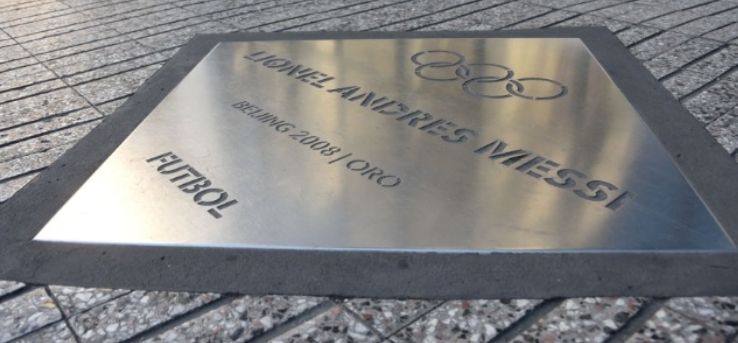 LIONEL ANDRES MESSI
BEIJING 2008 | ORO
FUTBOL